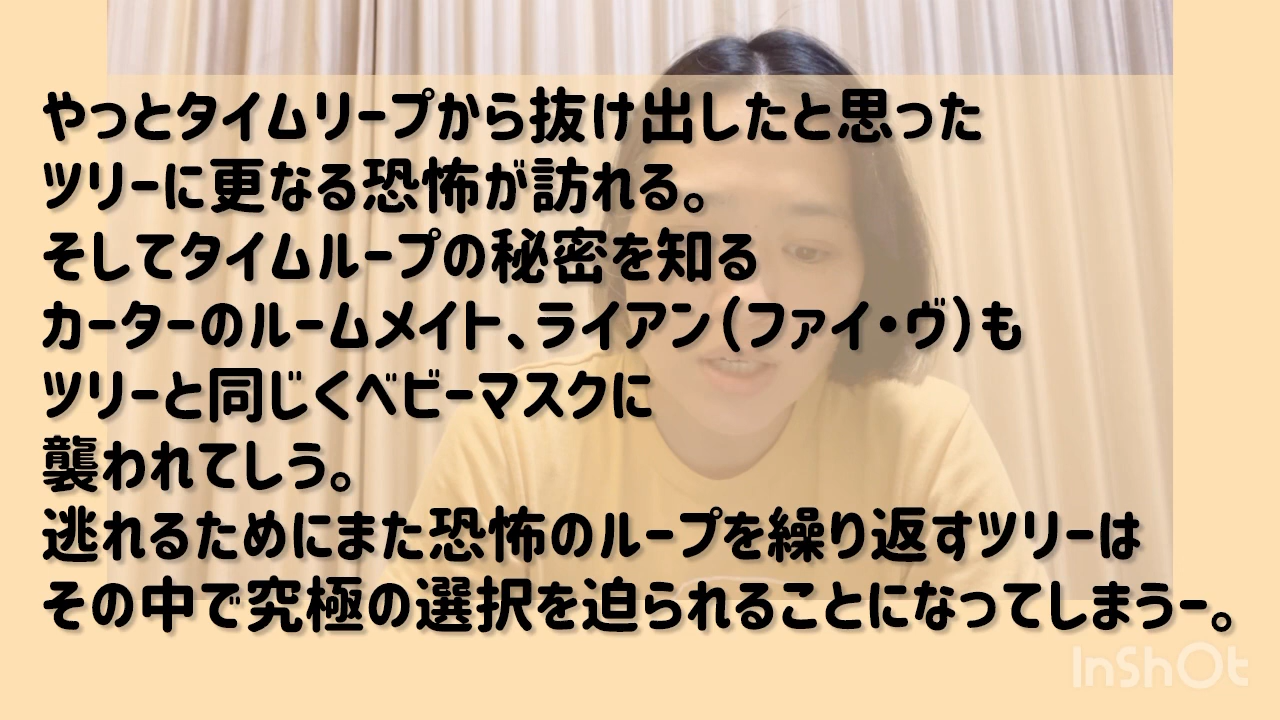 やっとタイムリープから抜け出したと思った
ツリーに更なる恐怖が訪れる。
そしてタイムループの秘密を知る
カーターのルームメイト、ライアン(ファイ・ヴ)も
ツリーと同じくベビーマスクに
襲われてしう。
逃れるためにまた恐怖のループを繰り返すツリーは
その中で究極の選択を迫られることになってしまうー。
InShOt